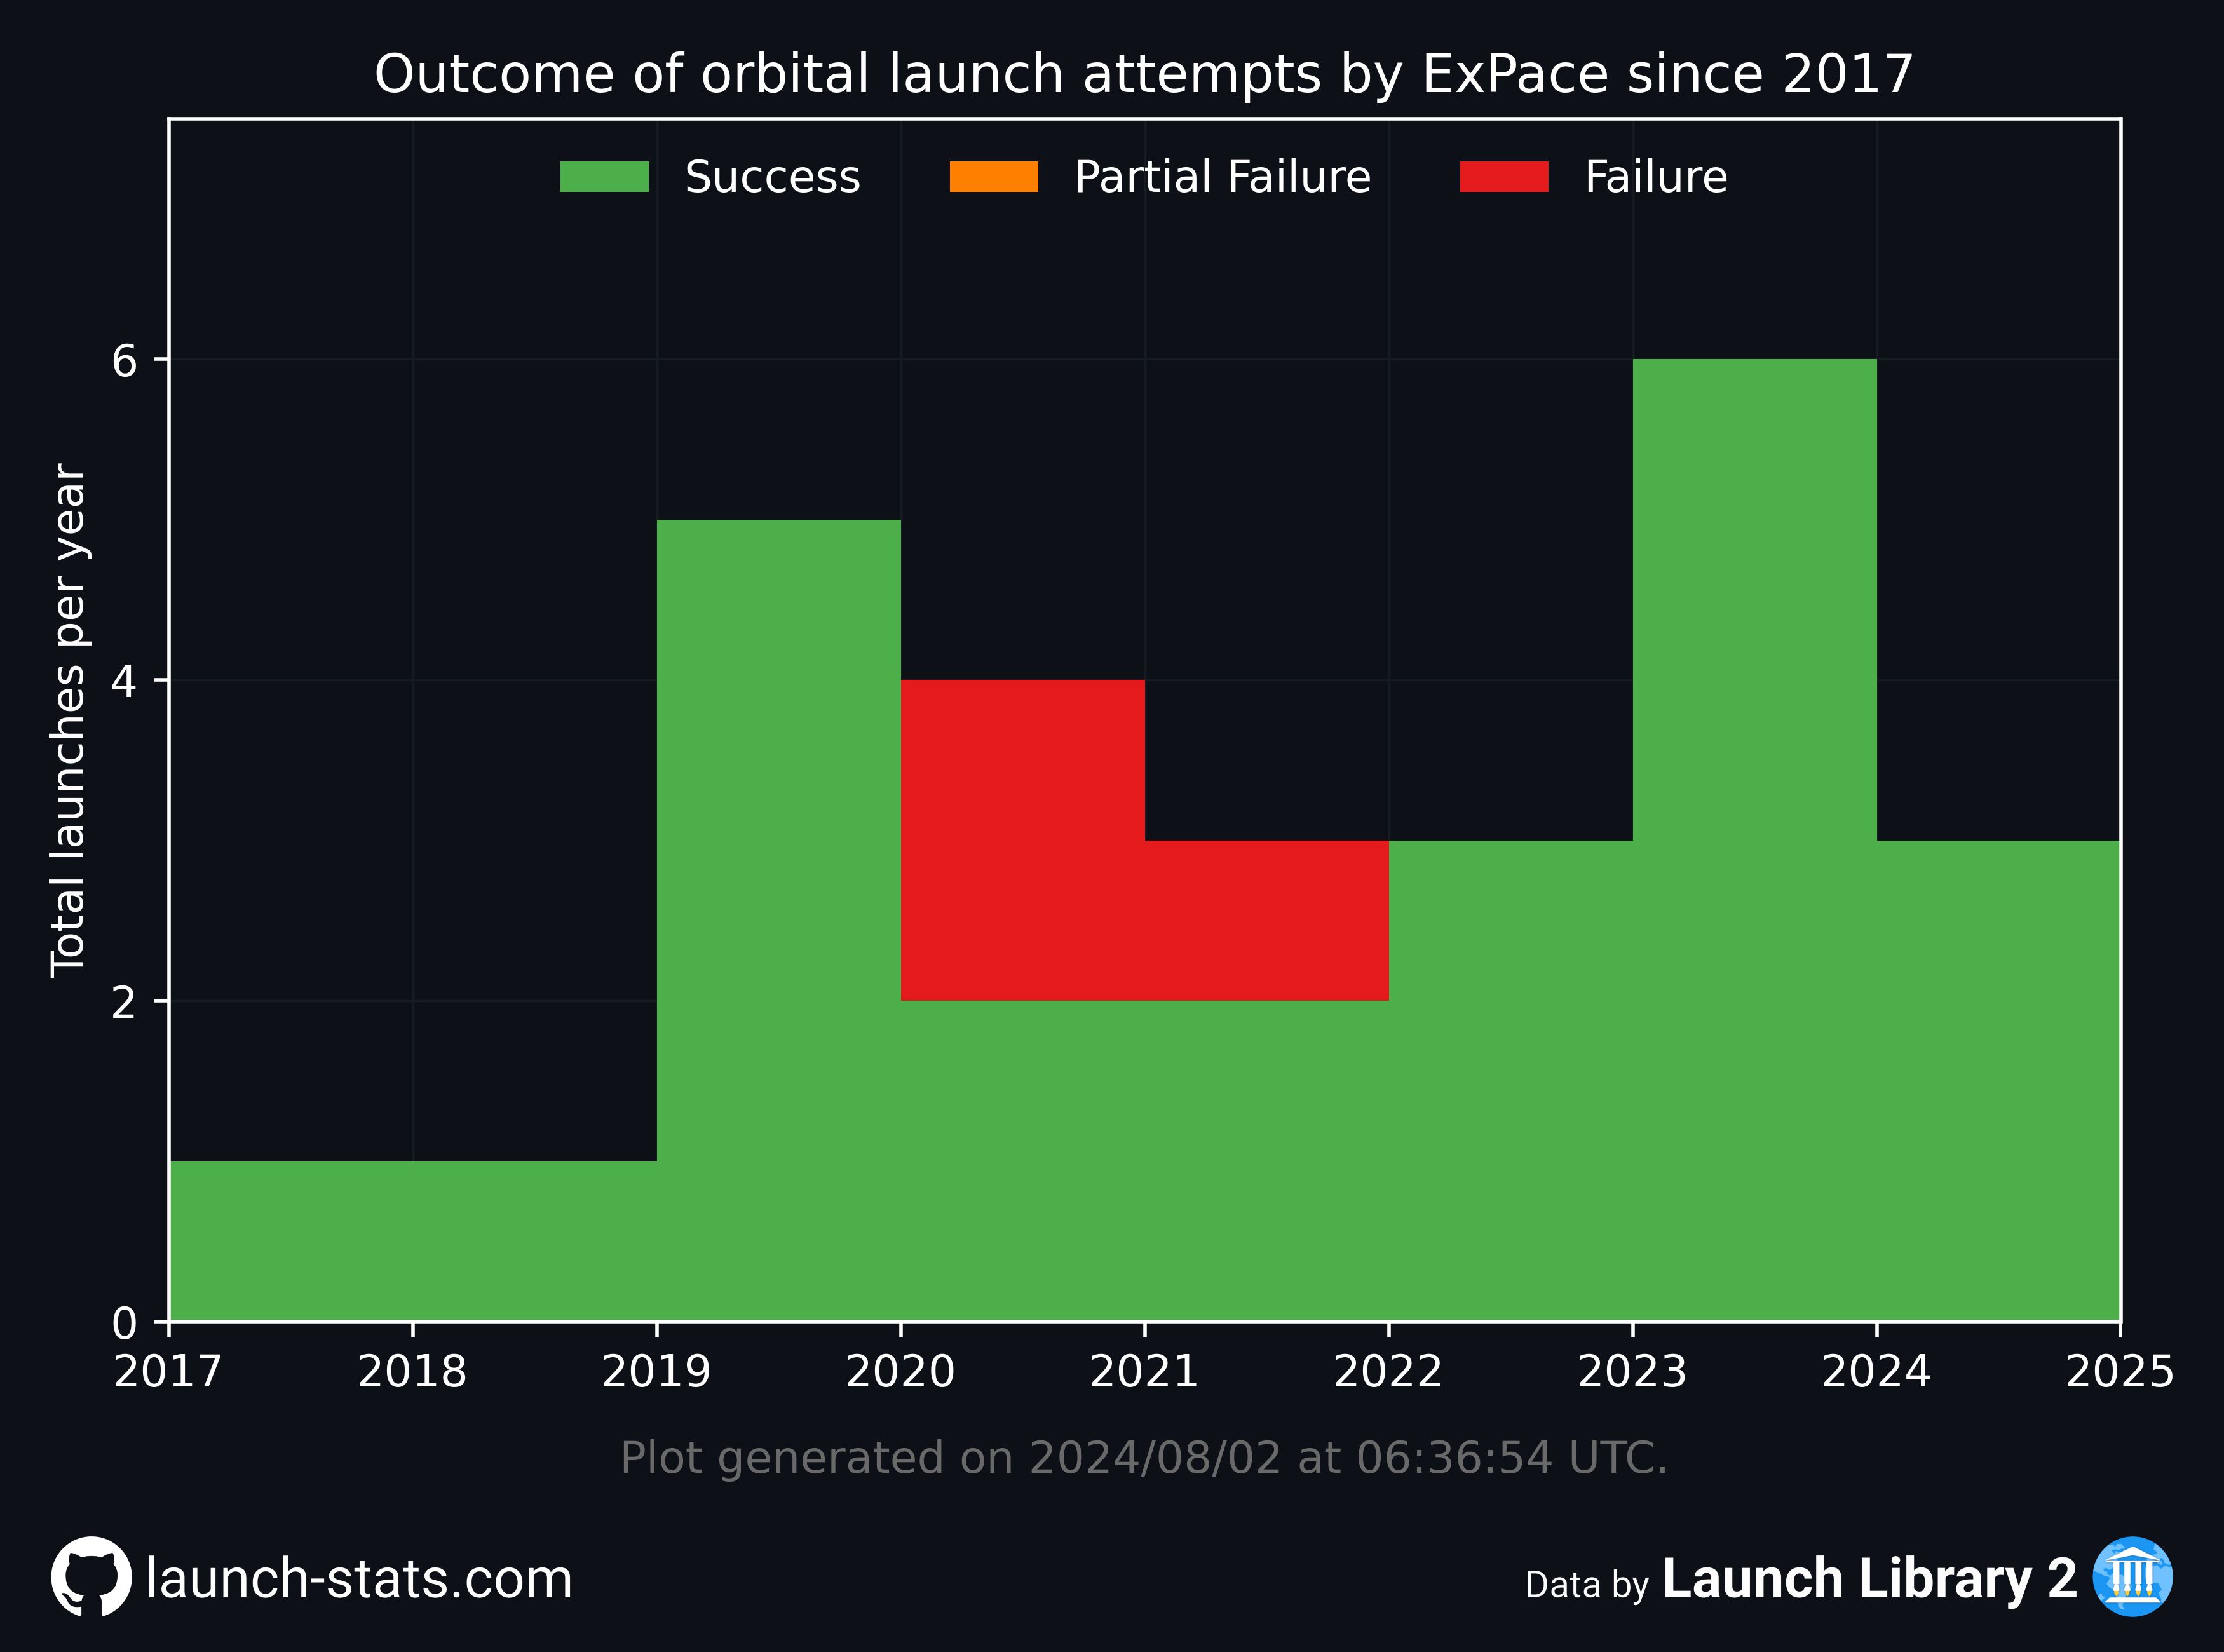 Outcome of orbital launch attempts by ExPace since 2017
Success Partial Failure Failure
Total launches per year
6
4
2
0
2017 2018 2019 2020 2021 2022 2023 2024 2025
Plot generated on 2024/08/02 at 06:36:54 UTC.
launch-stats.com
Data by Launch Library 2